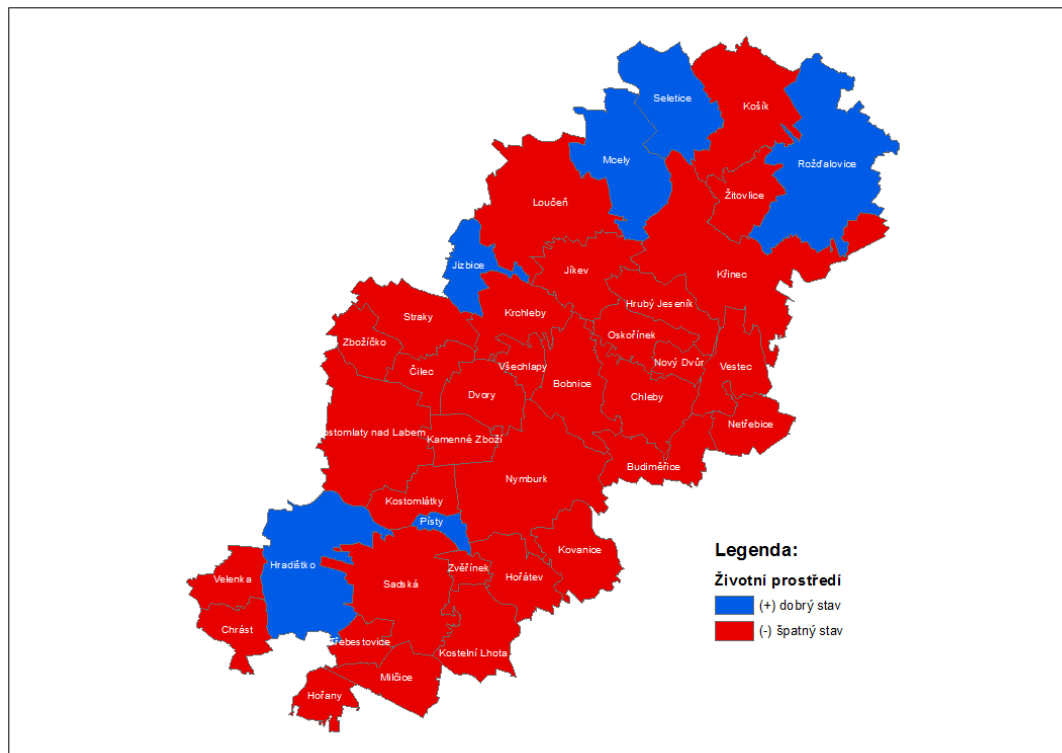 Seletice
Košík
Mcely
Rožďalovice
Žitovlice
Loučeň
Jizbice
Jíkev
Křinec
Hrubý Jeseník
Krchleby
Straky
Oskořínek
Zbožíčko
Všechlapy
Nový Dvůr
Vestec
Čilec
Bobnice
Dvory
Chleby
Netřebice
ostomlaty nad Labem
Kamenné Zboží
Budiměřice
Nymburk
Kostomlátky
Písty
Kovanice
Hradištko
Zvěřínek
Velenka
Sadská
Hořátev
Chrást
Třebestovice
Kostelní Lhota
Milčice
Hořany
Legenda:
Životní prostředí
(+) dobrý stav
(-) špatný stav